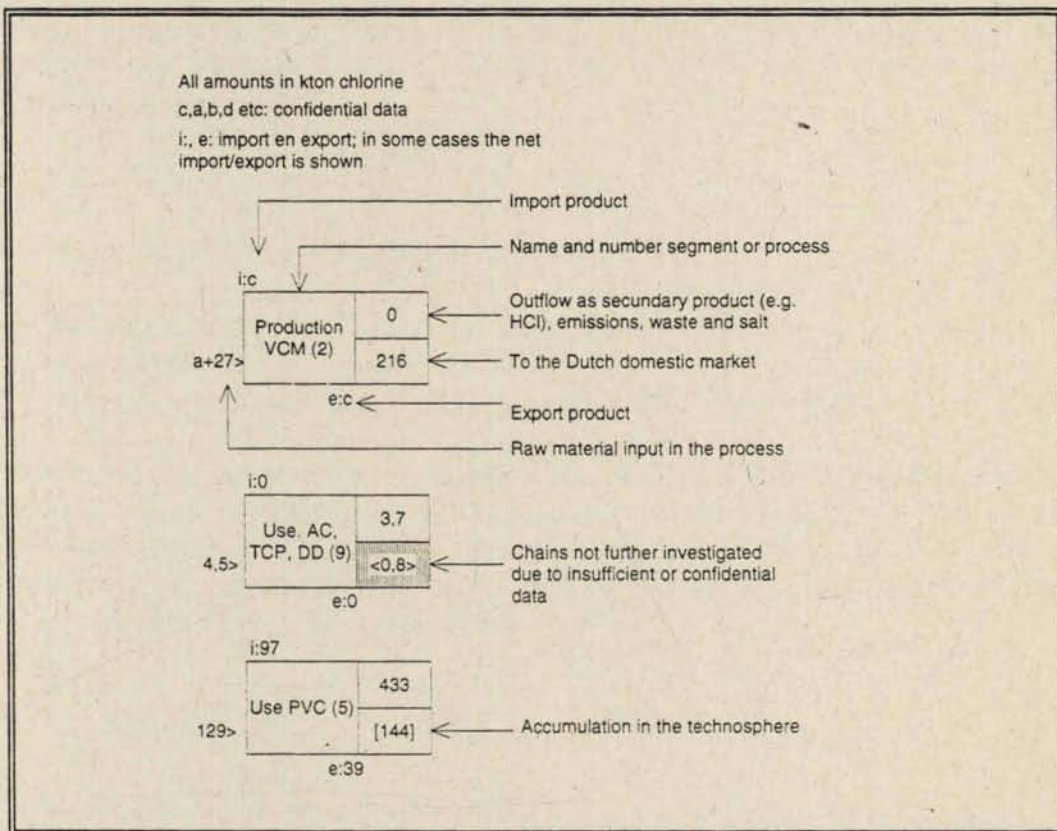 All amounts in kton chlorine
c,a,b,d etc: confidential data
i:, e: import en export; in some cases the net
import/export is shown
Import product
Name and number segment or process
i:c
Production
VCM (2)
0
Outflow as secundary product (e.g.
HCl), emissions, waste and salt
a+27>
216
To the Dutch domestic market
e:c
Export product
Raw material input in the process
i:0
Use. AC,
TCP, DD (9)
3,7
4,5>
<0,8>
Chains not further investigated
due to insufficient or confidential
data
e:0
i:97
Use PVC (5)
433
129>
[144]
Accumulation in the technosphere
e:39